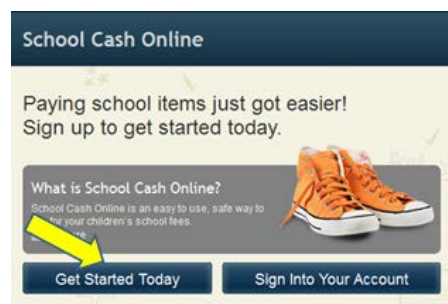 School Cash Online
Paying school items just got easier!
Sign up to get started today.
What is School Cash Online?
School Cash Online is an easy to use, safe way to
for your children's school fees.
Get Started Today
Sign Into Your Account